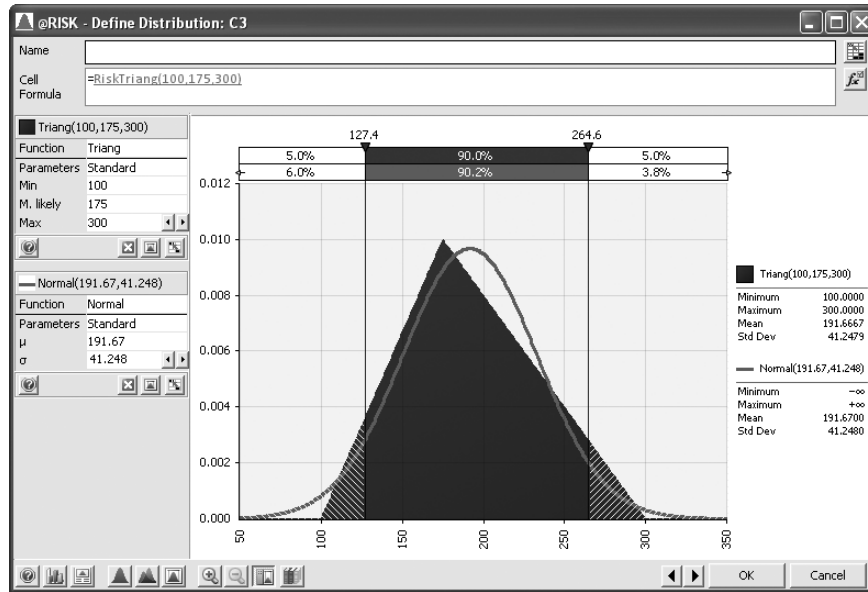 @RISK - Define Distribution: C3
Name
Cell Formula
=RiskTriang(100,175,300)
Triang(100,175,300)
Function Triang
Parameters Standard
Min 100
M. likely 175
Max 300
Normal(191.67,41.248)
Function Normal
Parameters Standard
μ 191.67
σ 41.248
127.4 264.6
5.0% 90.0% 5.0%
6.0% 90.2% 3.8%
0.012
0.010
0.008
0.006
0.004
0.002
0.000
50 100 150 200 250 300 350
Triang(100,175,300)
Minimum 100.0000
Maximum 300.0000
Mean 191.6667
Std Dev 41.2479
Normal(191.67,41.248)
Minimum -∞
Maximum +∞
Mean 191.6700
Std Dev 41.2480
OK Cancel